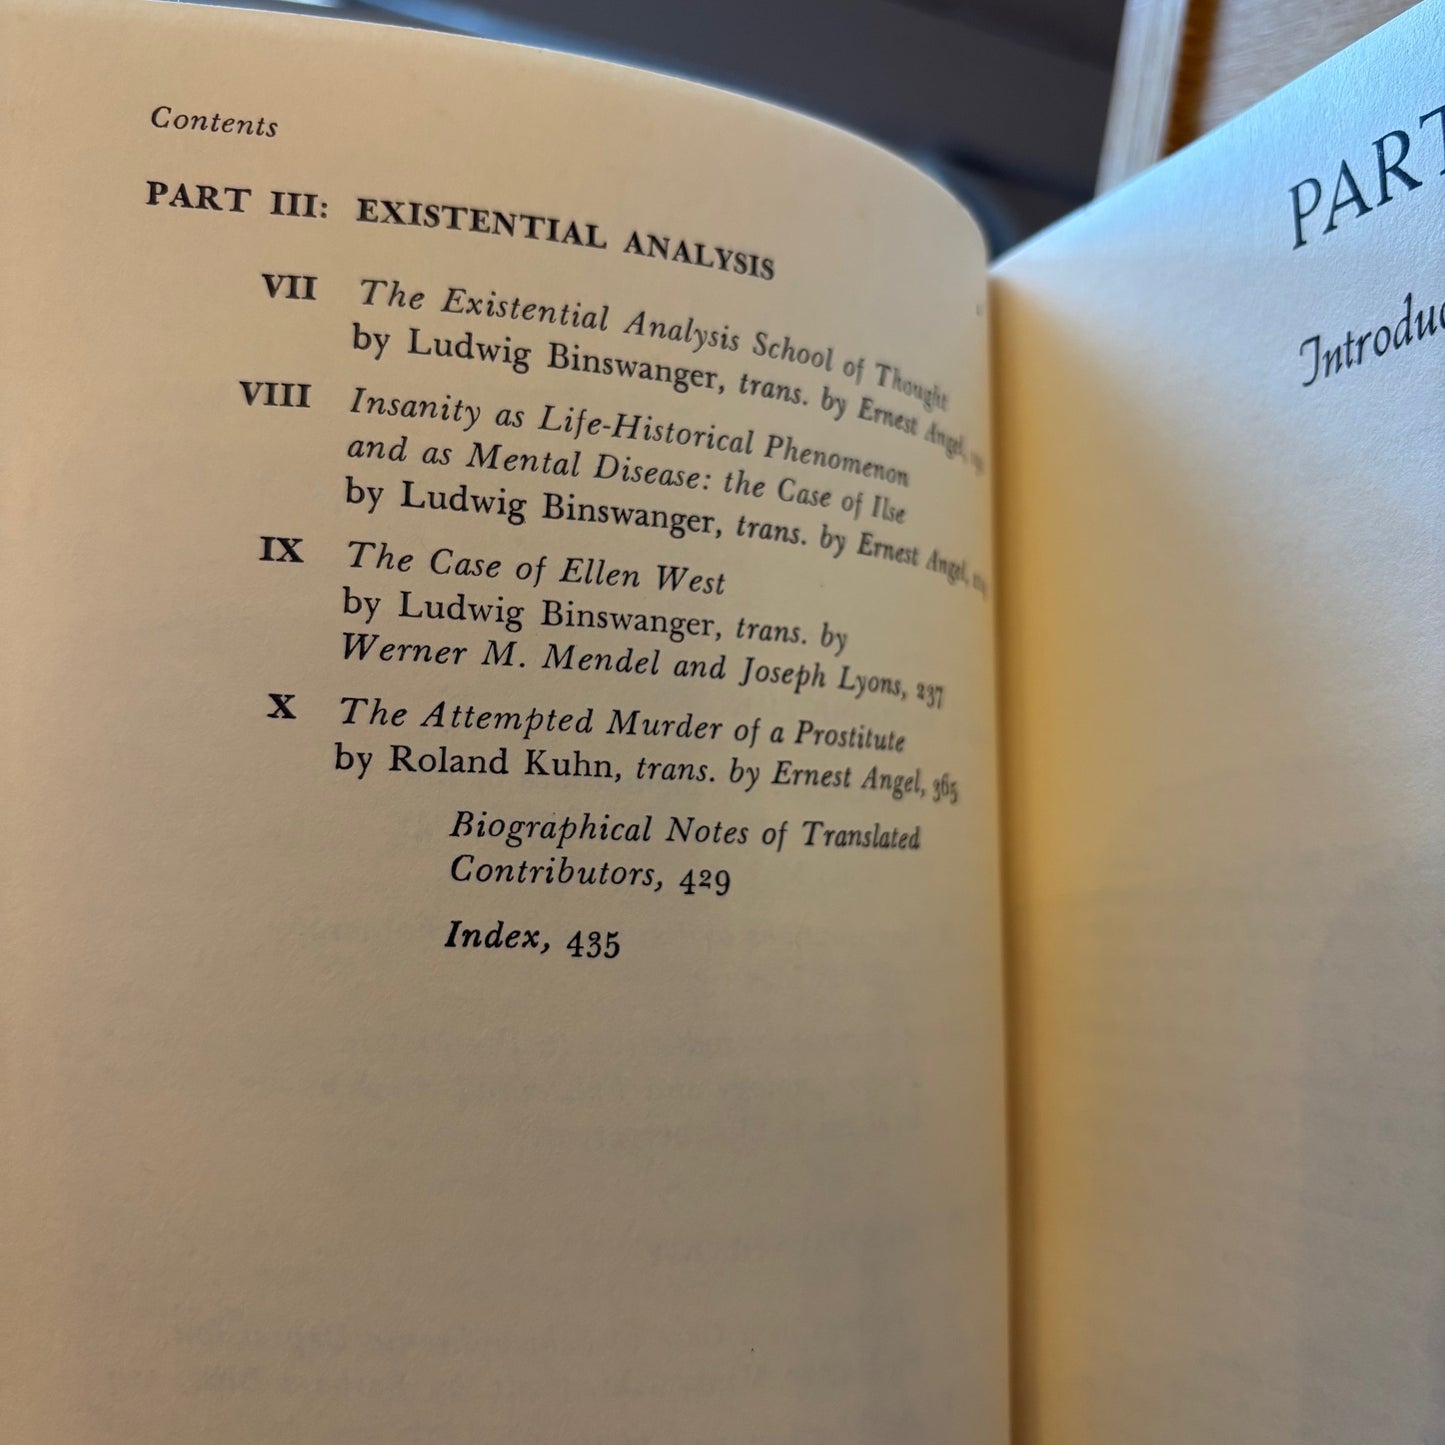 Contents
PART III: EXISTENTIAL ANALYSIS
VII The Existential Analysis School of Thought
by Ludwig Binswanger, trans. by Ernest Angel,
VIII Insanity as Life-Historical Phenomenon
and as Mental Disease: the Case of Ilse
by Ludwig Binswanger, trans. by Ernest Angel,
IX The Case of Ellen West
by Ludwig Binswanger, trans. by
Werner M. Mendel and Joseph Lyons, 237
X The Attempted Murder of a Prostitute
by Roland Kuhn, trans. by Ernest Angel, 365
Biographical Notes of Translated
Contributors, 429
Index, 435
PART